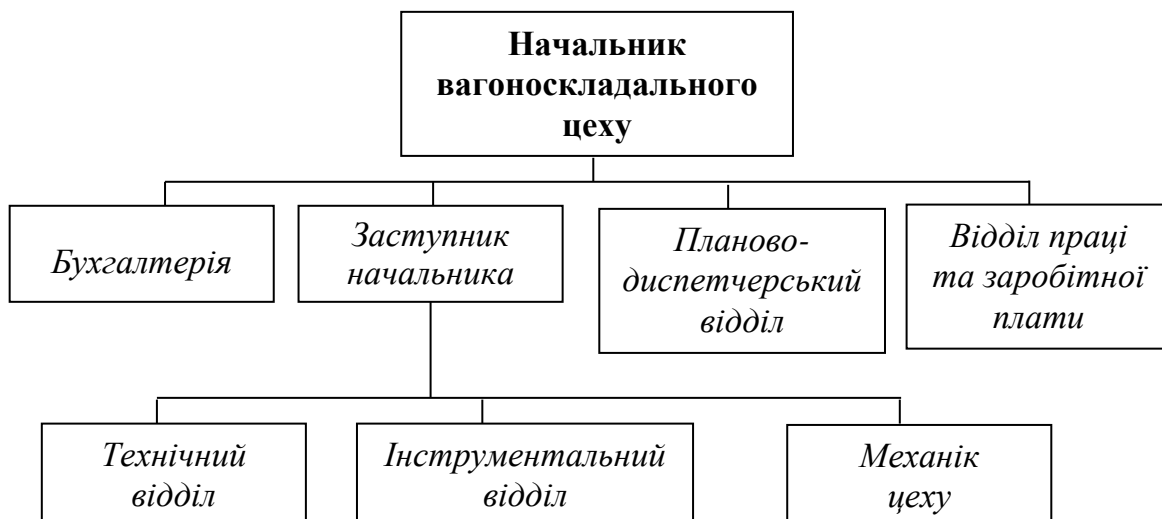 Начальник
вагоноскладального
цеху
Бухгалтерія
Заступник
начальника
Планово-
диспетчерський
відділ
Відділ праці
та заробітної
плати
Технічний
відділ
Інструментальний
відділ
Механік
цеху